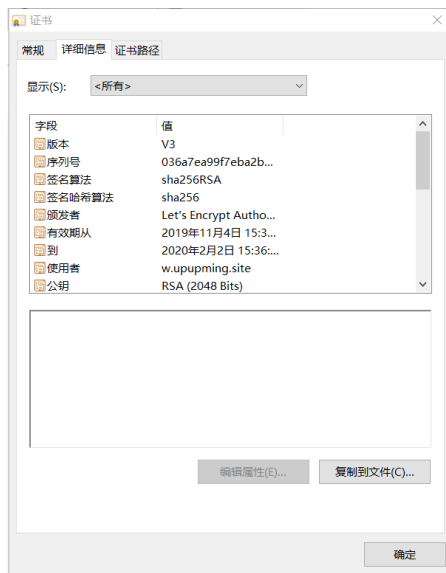 证书
常规 详细信息 证书路径
显示(S): <所有>
字段 值
版本 V3
序列号 036a7ea99f7eba2b...
签名算法 sha256RSA
签名哈希算法 sha256
颁发者 Let's Encrypt Autho...
有效期从 2019年11月4日 15:3...
到 2020年2月2日 15:36:...
使用者 w.upupming.site
公钥 RSA (2048 Bits)
编辑属性(E)... 复制到文件(C)...
确定